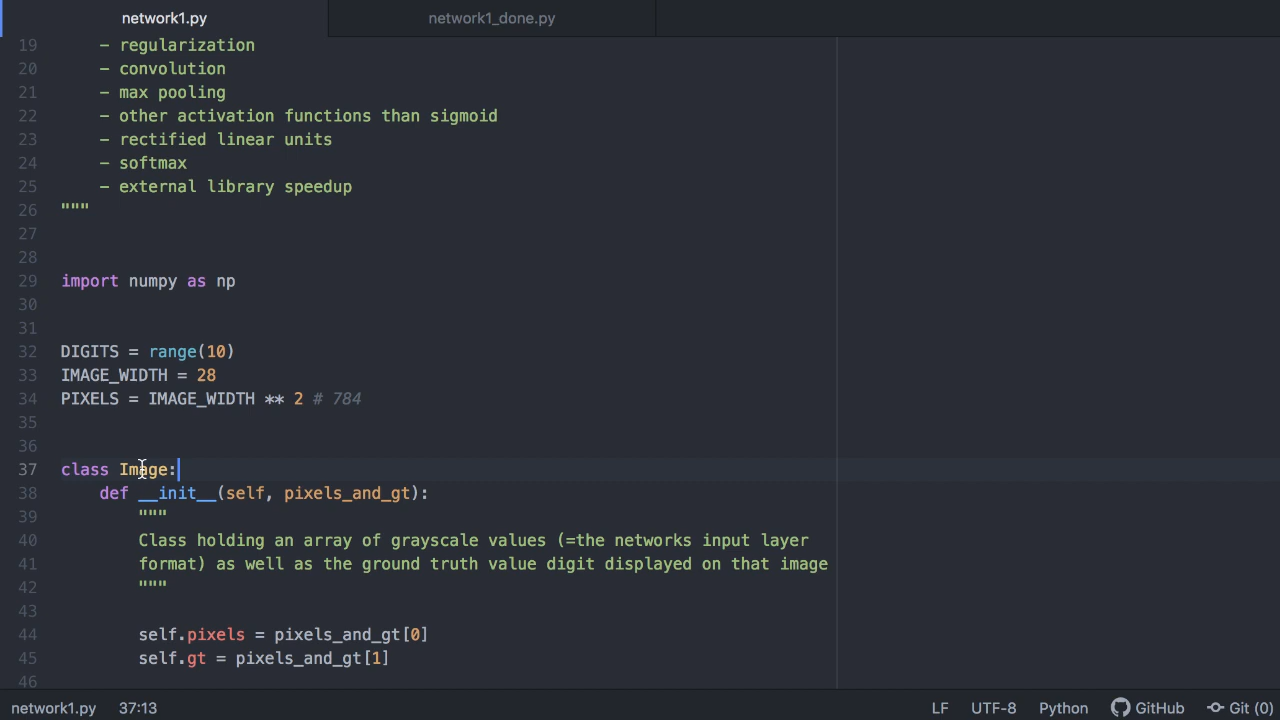 network1.py network1_done.py
19 - regularization
20 - convolution
21 - max pooling
22 - other activation functions than sigmoid
23 - rectified linear units
24 - softmax
25 - external library speedup
26 """
27
28
29 import numpy as np
30
31
32 DIGITS = range(10)
33 IMAGE_WIDTH = 28
34 PIXELS = IMAGE_WIDTH ** 2 # 784
35
36
37 class Image:
38 def __init__(self, pixels_and_gt):
39 """
40 Class holding an array of grayscale values (=the networks input layer
41 format) as well as the ground truth value digit displayed on that image
42 """
43
44 self.pixels = pixels_and_gt[0]
45 self.gt = pixels_and_gt[1]
46
network1.py 37:13 LF UTF-8 Python GitHub Git (0)